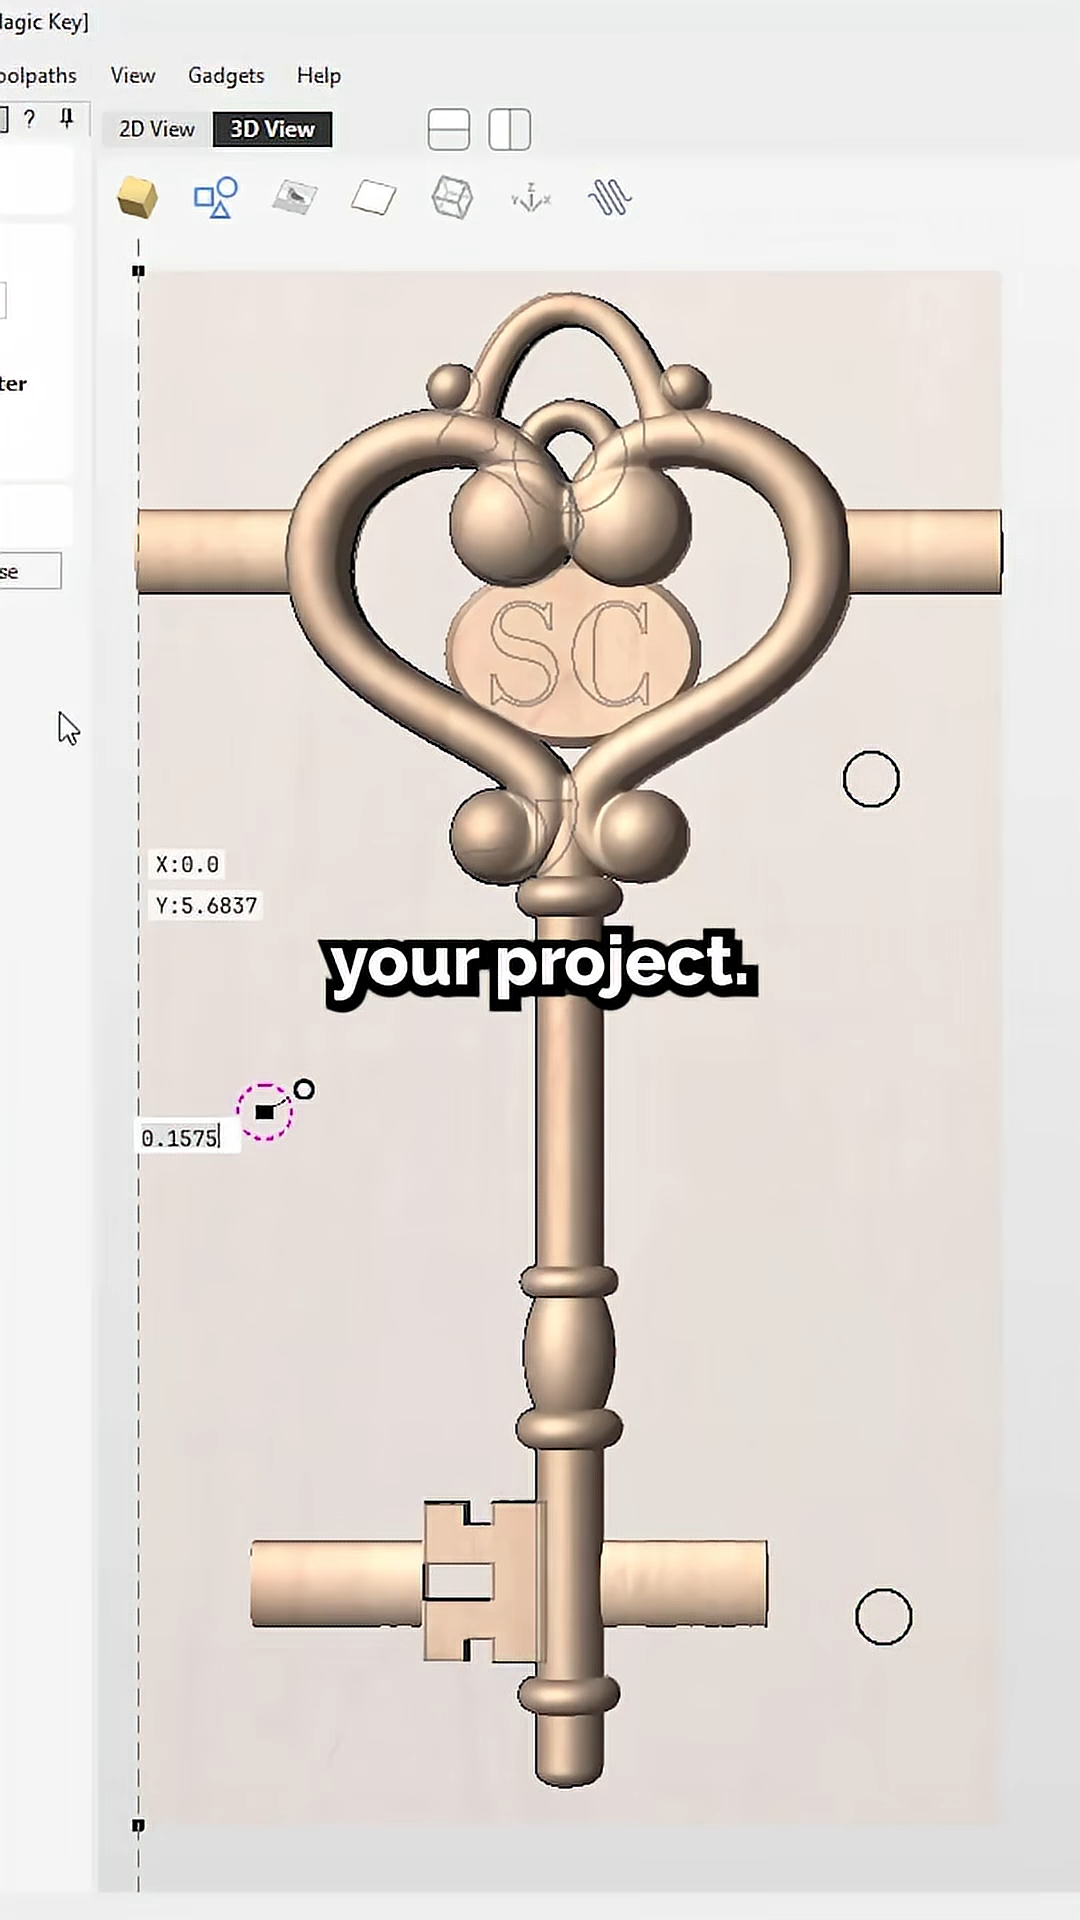 agic Key]
oolpaths View Gadgets Help
?
2D View 3D View
Z
Y X
ter
se
SC
X:0.0
Y:5.6837
your project.
0.1575